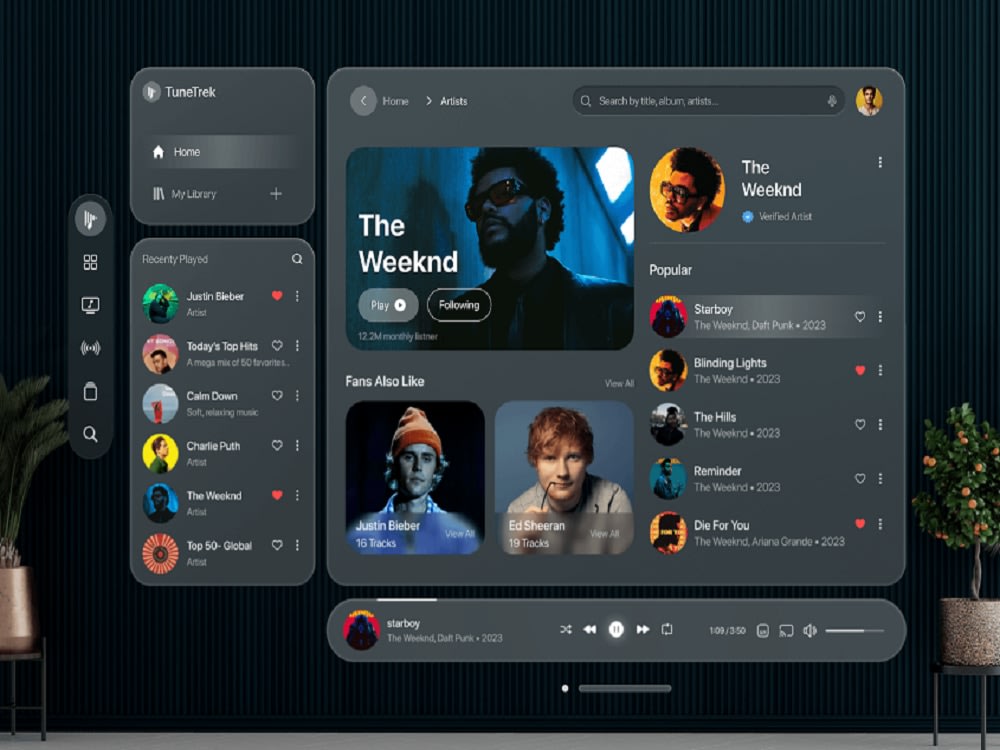 TuneTrek
Home
My Library
Recently Played
Justin Bieber
Artist
Today's Top Hits
A mega mix of 50 favorites..
Calm Down
Soft, relaxing music
Charlie Puth
Artist
The Weeknd
Artist
Top 50- Global
Artist
Home
Artists
Search by title, album, artists...
The
Weeknd
Play
Following
12.2M monthly listner
Fans Also Like
View All
Justin Bieber
16 Tracks
View All
Ed Sheeran
19 Tracks
View All
The
Weeknd
Verified Artist
Popular
Starboy
The Weeknd, Daft Punk • 2023
Blinding Lights
The Weeknd • 2023
The Hills
The Weeknd • 2023
Reminder
The Weeknd • 2023
Die For You
The Weeknd, Ariana Grande • 2023
starboy
The Weeknd, Daft Punk • 2023
1:09 / 3:50